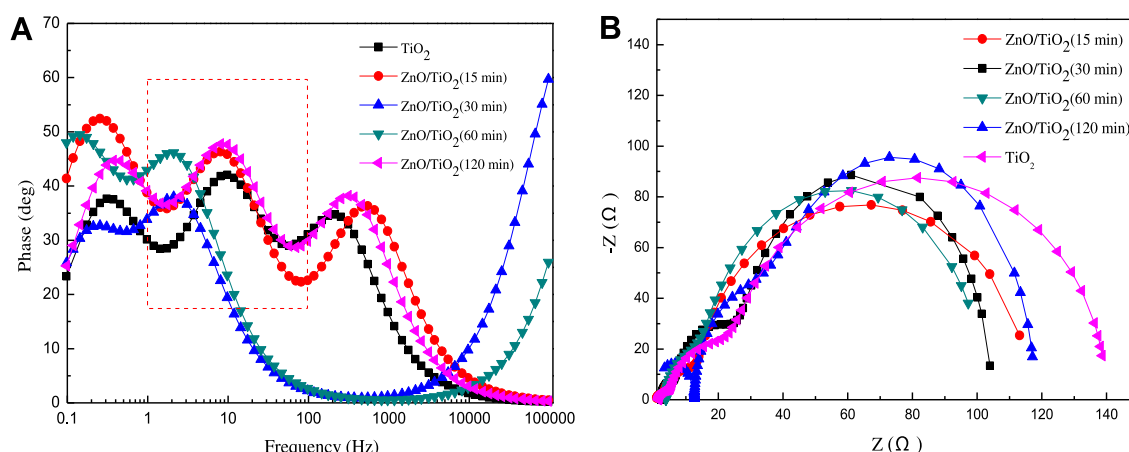 A
70
60
50
40
30
20
10
0
Phase (deg)
0.1 1 10 100 1000 10000 100000
Frequency (Hz)
TiO2
ZnO/TiO2(15 min)
ZnO/TiO2(30 min)
ZnO/TiO2(60 min)
ZnO/TiO2(120 min)
B
140
120
100
80
60
40
20
0
-Z (Ω)
20 40 60 80 100 120 140
Z (Ω)
ZnO/TiO2(15 min)
ZnO/TiO2(30 min)
ZnO/TiO2(60 min)
ZnO/TiO2(120 min)
TiO2